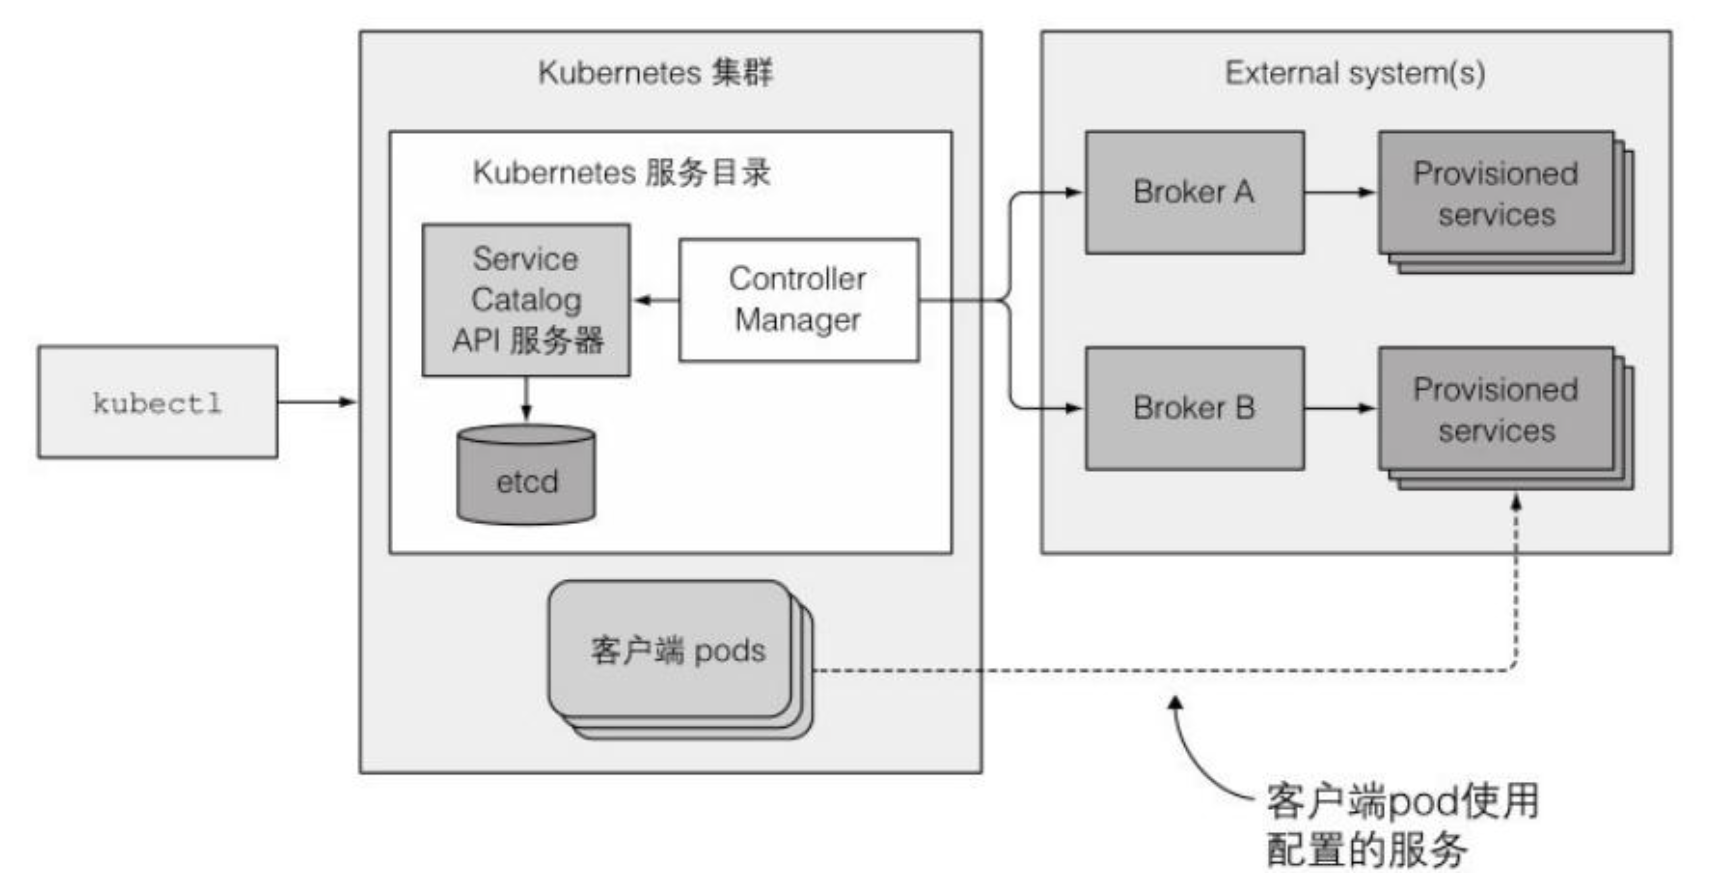 Kubernetes 集群
External system(s)
Kubernetes 服务目录
Service
Catalog
API 服务器
Controller
Manager
Broker A
Provisioned
services
kubectl
Broker B
Provisioned
services
etcd
客户端 pods
客户端pod使用
配置的服务